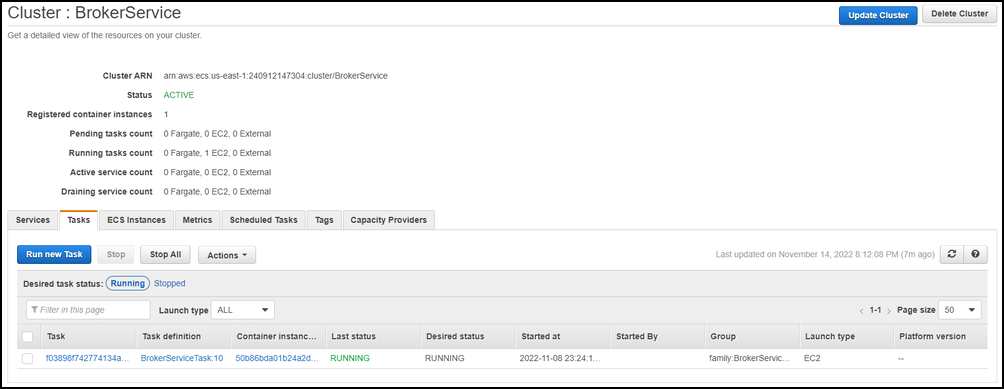 Cluster : BrokerService
Update Cluster Delete Cluster
Get a detailed view of the resources on your cluster.
Cluster ARN arn:aws:ecs:us-east-1:240912147304:cluster/BrokerService
Status ACTIVE
Registered container instances 1
Pending tasks count 0 Fargate, 0 EC2, 0 External
Running tasks count 0 Fargate, 1 EC2, 0 External
Active service count 0 Fargate, 0 EC2, 0 External
Draining service count 0 Fargate, 0 EC2, 0 External
Services Tasks ECS Instances Metrics Scheduled Tasks Tags Capacity Providers
Run new Task Stop Stop All Actions Last updated on November 14, 2022 8:12:08 PM (7m ago)
Desired task status: Running Stopped
Filter in this page Launch type ALL 1-1 Page size 50
Task Task definition Container instanc... Last status Desired status Started at Started By Group Launch type Platform version
f03898f742774134a... BrokerServiceTask:10 50b86bda01b24a2d... RUNNING RUNNING 2022-11-08 23:24:1... family:BrokerServic... EC2 --